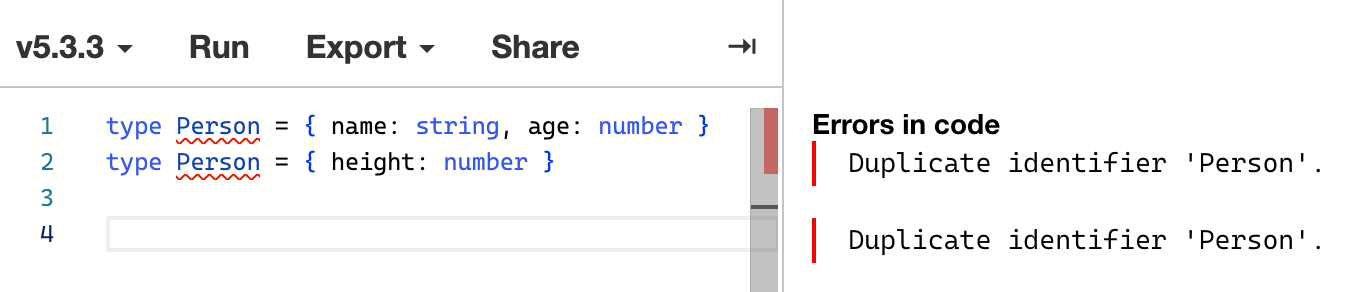 v5.3.3 Run Export Share
1 type Person = { name: string, age: number }
2 type Person = { height: number }
3
4
Errors in code
Duplicate identifier 'Person'.
Duplicate identifier 'Person'.